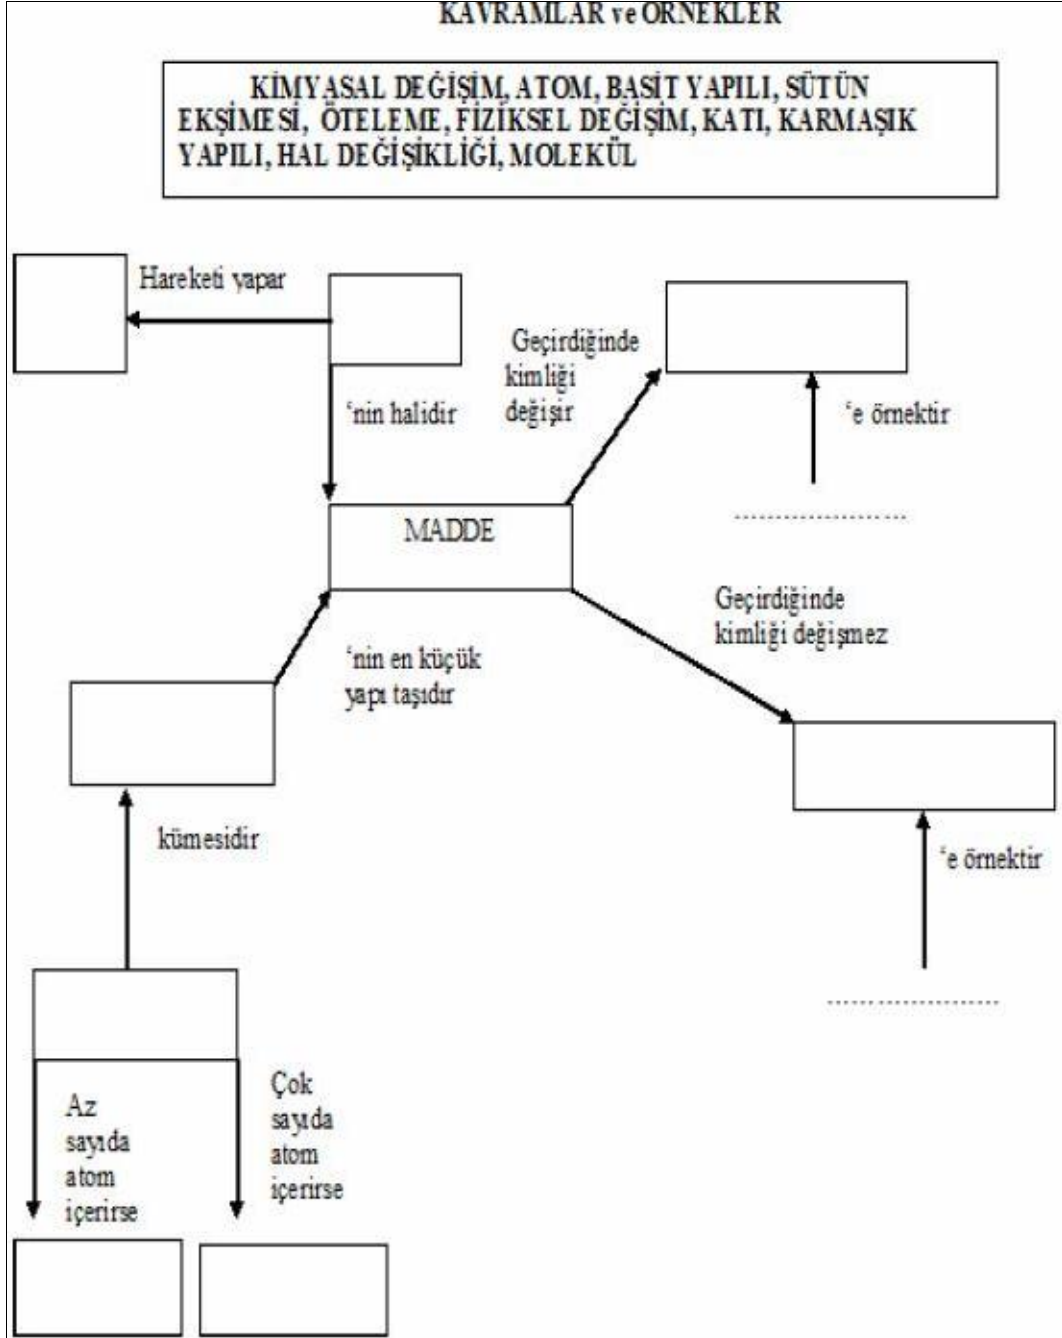 KAVRAMLAR ve ÖRNEKLER
KİMYASAL DEĞİŞİM, ATOM, BASİT YAPILI, SÜTÜN
EKŞİMESİ, ÖTELEME, FİZİKSEL DEĞİŞİM, KATI, KARMAŞIK
YAPILI, HAL DEĞİŞİKLİĞİ, MOLEKÜL
Hareketi yapar
Geçirdiğinde
kimliği
değişir
'nin halidir
'e örnektir
MADDE
Geçirdiğinde
kimliği değişmez
'nin en küçük
yapı taşıdır
kümesidir
'e örnektir
Az
sayıda
atom
içerirse
Çok
sayıda
atom
içerirse